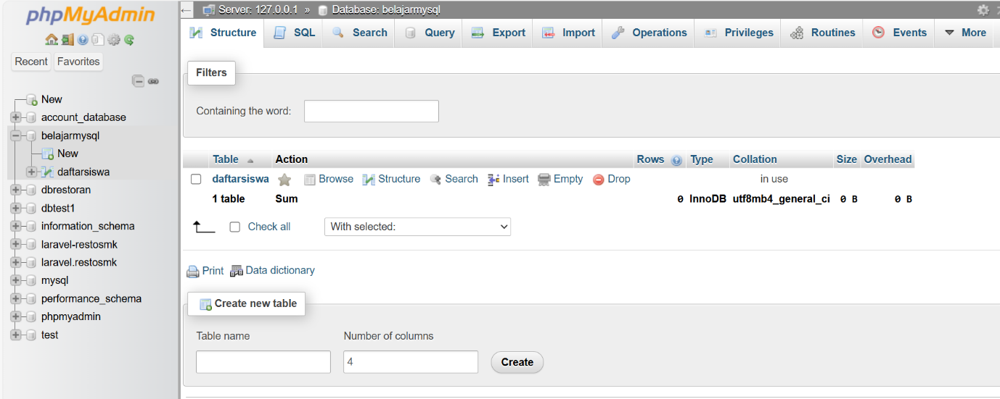 phpMyAdmin
Recent Favorites
New
account_database
belajarmysql
New
daftarsiswa
dbrestoran
dbtest1
information_schema
laravel-restosmk
laravel.restosmk
mysql
performance_schema
phpmyadmin
test
Server: 127.0.0.1 » Database: belajarmysql
Structure SQL Search Query Export Import Operations Privileges Routines Events More
Filters
Containing the word:
Table Action Rows Type Collation Size Overhead
daftarsiswa Browse Structure Search Insert Empty Drop in use
1 table Sum 0 InnoDB utf8mb4_general_ci 0 B 0 B
Check all With selected:
Print Data dictionary
Create new table
Table name Number of columns
4 Create